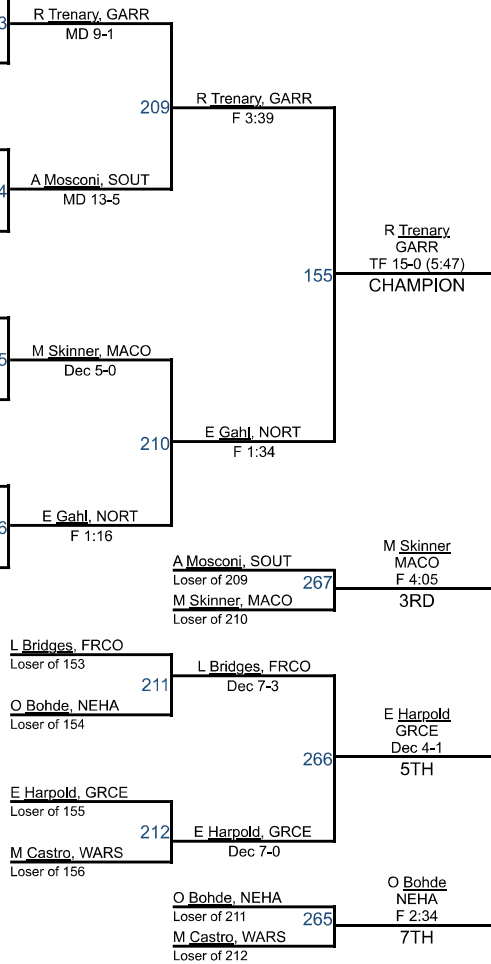 3
R Trenary, GARR
MD 9-1
209
R Trenary, GARR
F 3:39
4
A Mosconi, SOUT
MD 13-5
R Trenary
GARR
TF 15-0 (5:47)
CHAMPION
155
5
M Skinner, MACO
Dec 5-0
210
E Gahl, NORT
F 1:34
6
E Gahl, NORT
F 1:16
A Mosconi, SOUT
Loser of 209
267
M Skinner, MACO
Loser of 210
M Skinner
MACO
F 4:05
3RD
L Bridges, FRCO
Loser of 153
211
O Bohde, NEHA
Loser of 154
L Bridges, FRCO
Dec 7-3
266
E Harpold
GRCE
Dec 4-1
5TH
E Harpold, GRCE
Loser of 155
212
M Castro, WARS
Loser of 156
E Harpold, GRCE
Dec 7-0
O Bohde, NEHA
Loser of 211
265
M Castro, WARS
Loser of 212
O Bohde
NEHA
F 2:34
7TH